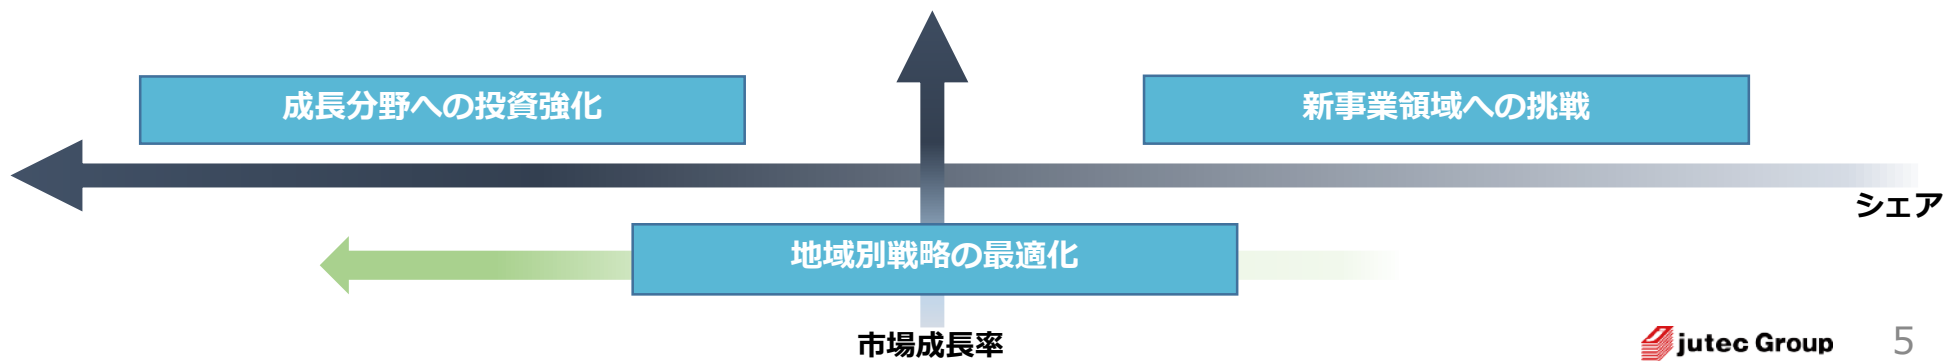 成長分野への投資強化
新事業領域への挑戦
シェア
地域別戦略の最適化
市場成長率
jutec Group
5